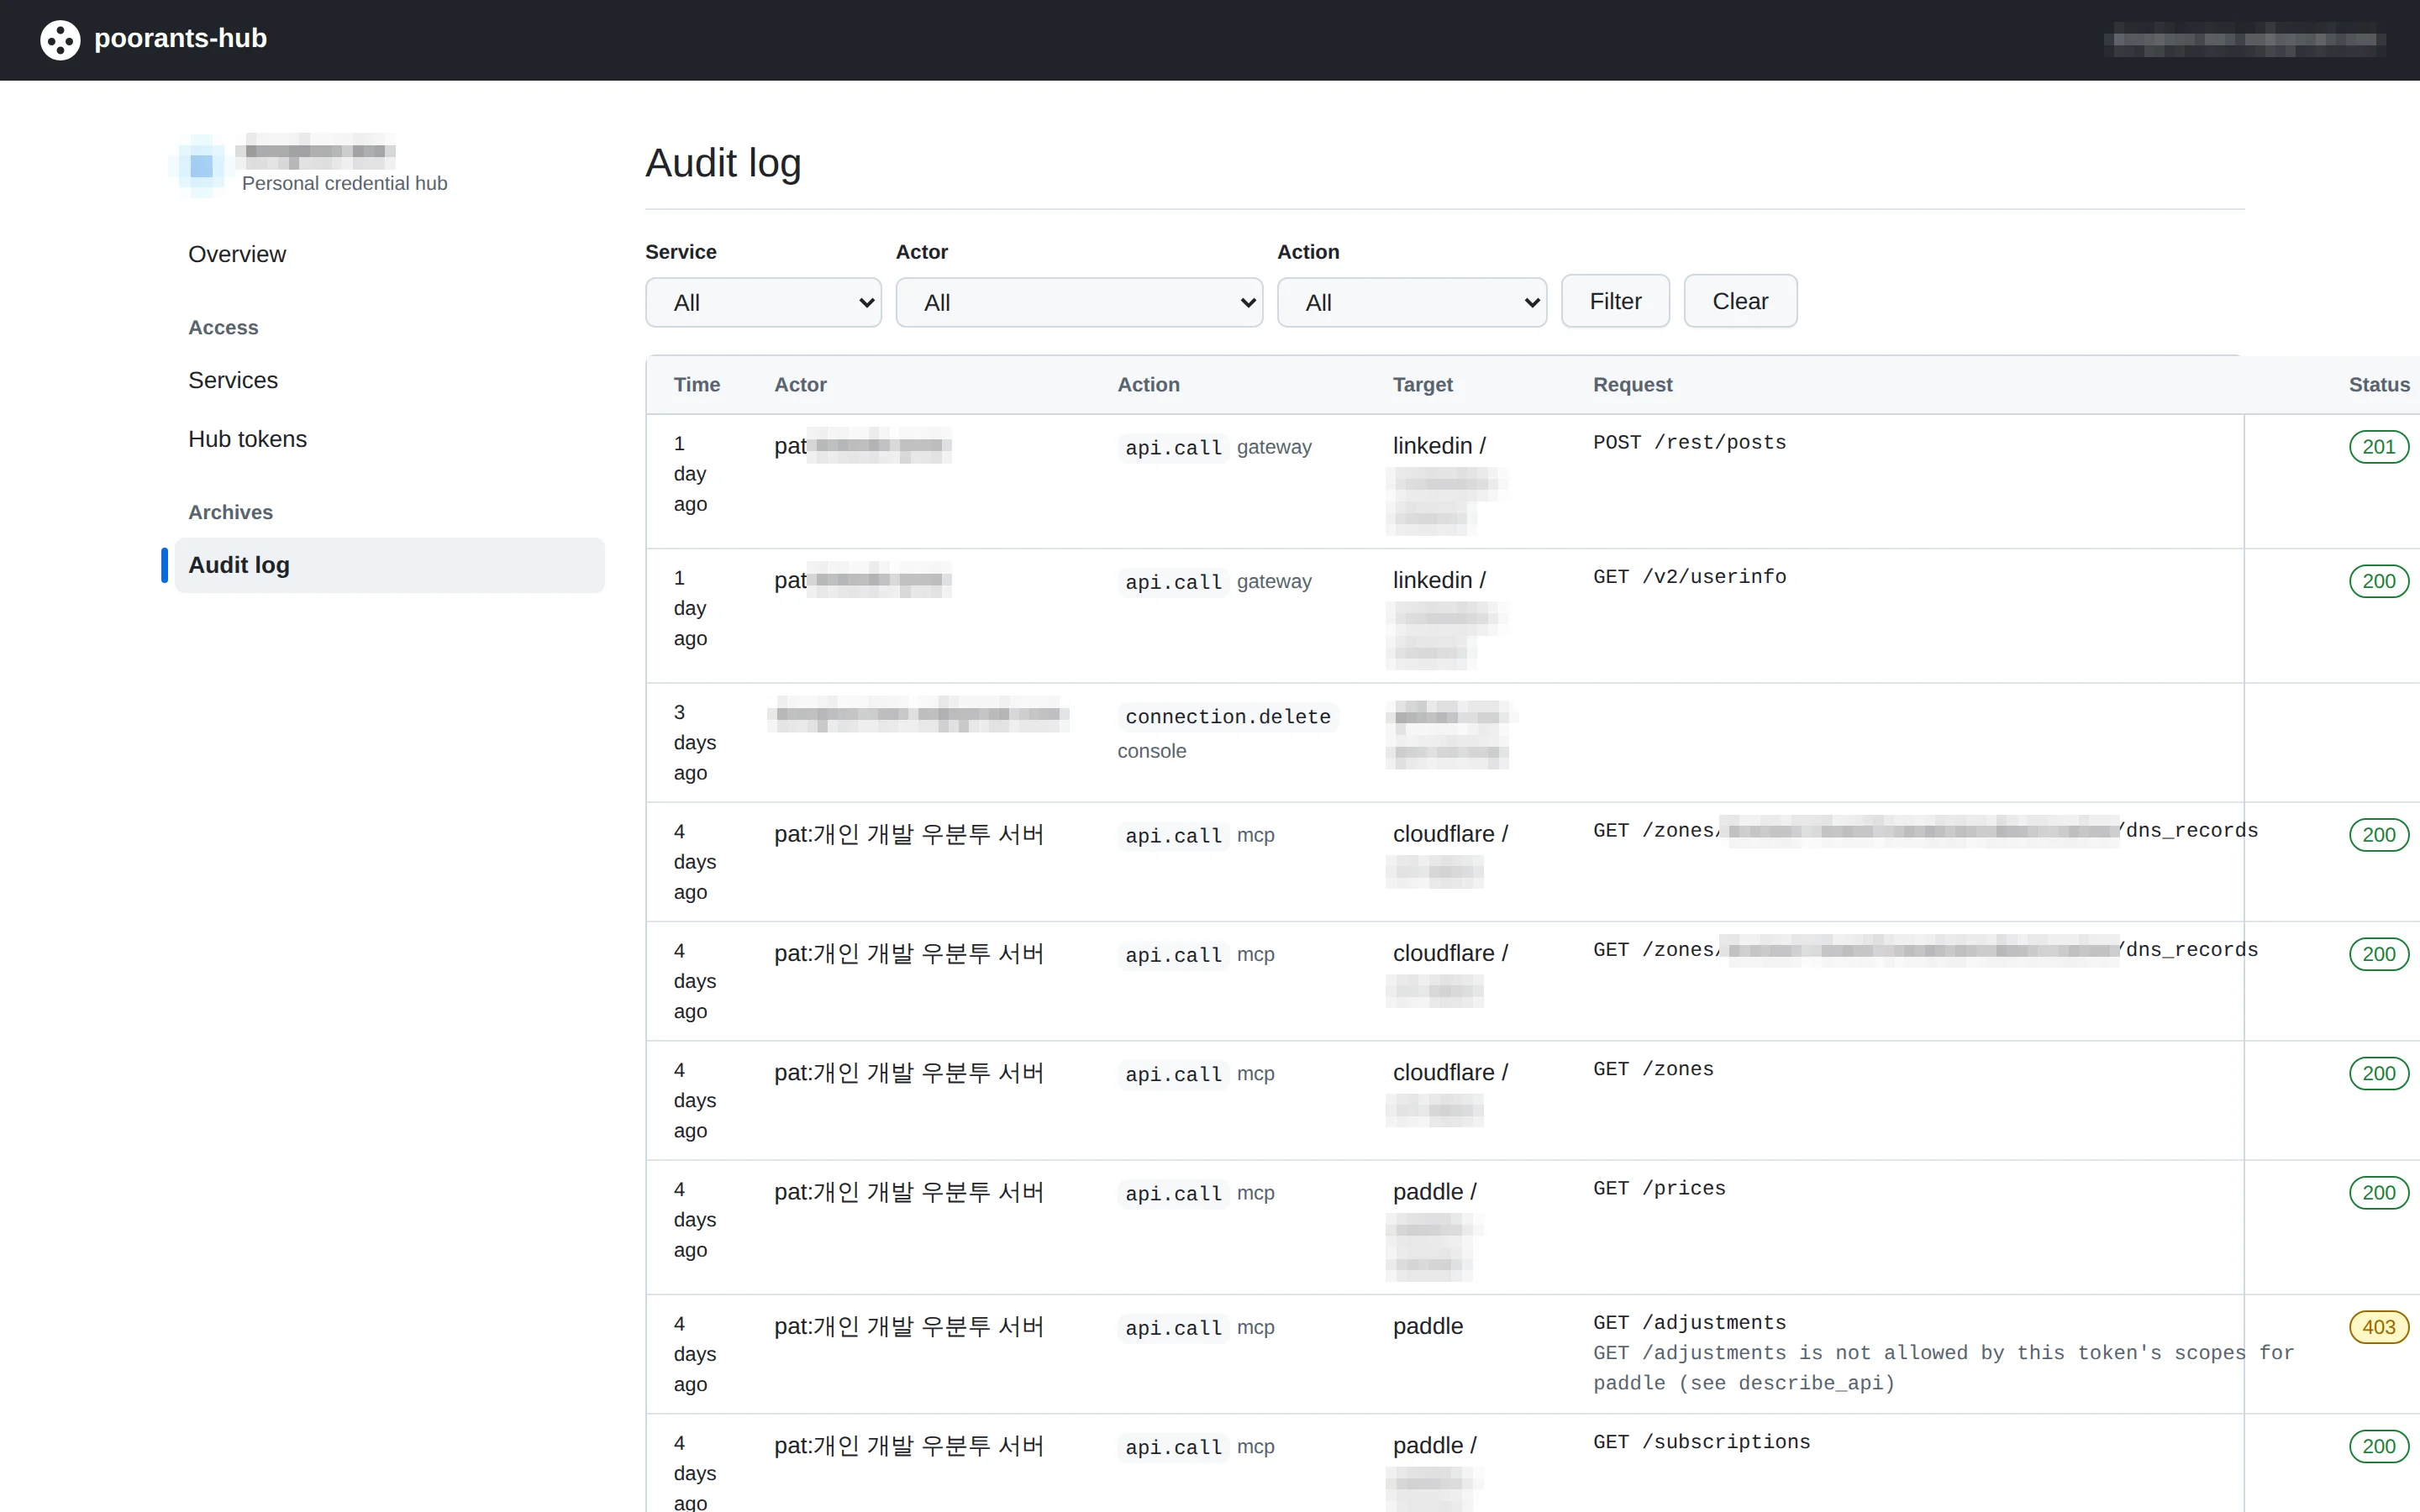 poorants-hub
Personal credential hub
Overview
Access
Services
Hub tokens
Archives
Audit log
Audit log
Service Actor Action
All All All Filter Clear
Time Actor Action Target Request Status
1 day ago pat api.call gateway linkedin / POST /rest/posts 201
1 day ago pat api.call gateway linkedin / GET /v2/userinfo 200
3 days ago connection.delete console
4 days ago pat:개인 개발 우분투 서버 api.call mcp cloudflare / GET /zones/ /dns_records 200
4 days ago pat:개인 개발 우분투 서버 api.call mcp cloudflare / GET /zones/ /dns_records 200
4 days ago pat:개인 개발 우분투 서버 api.call mcp cloudflare / GET /zones 200
4 days ago pat:개인 개발 우분투 서버 api.call mcp paddle / GET /prices 200
4 days ago pat:개인 개발 우분투 서버 api.call mcp paddle GET /adjustments 403
GET /adjustments is not allowed by this token's scopes for
paddle (see describe_api)
4 days ago pat:개인 개발 우분투 서버 api.call mcp paddle / GET /subscriptions 200